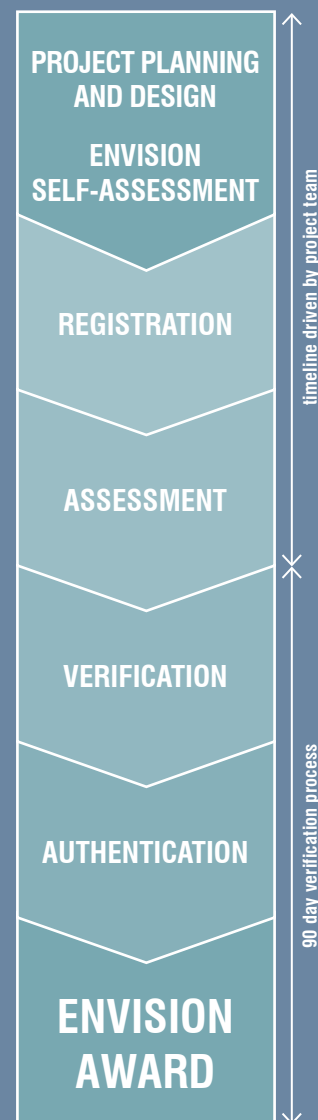 PROJECT PLANNING
AND DESIGN
ENVISION
SELF-ASSESSMENT
REGISTRATION
ASSESSMENT
VERIFICATION
AUTHENTICATION
ENVISION
AWARD
timeline driven by project team
90 day verification process